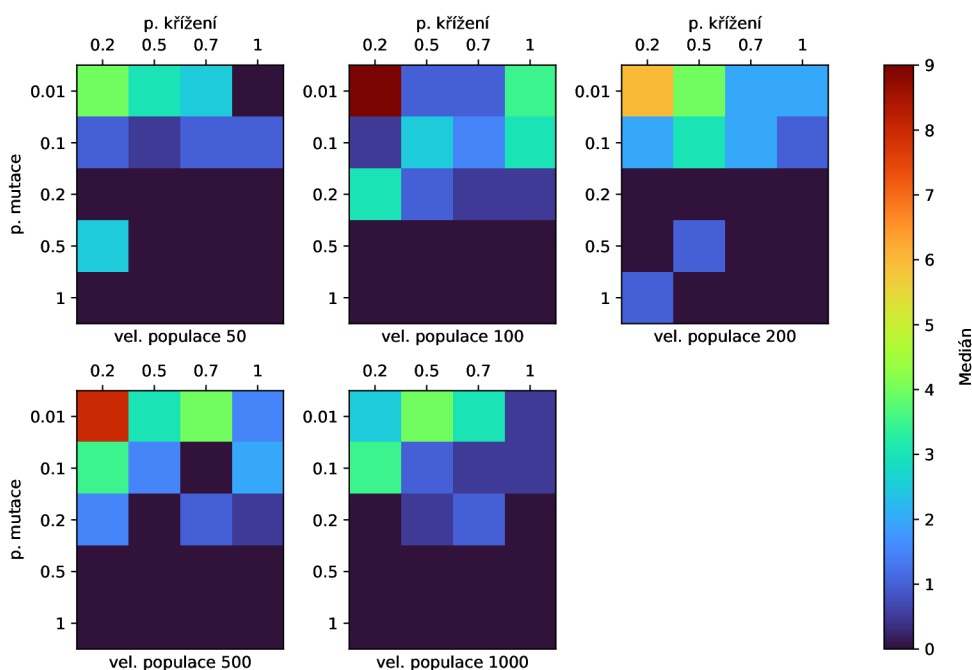 p. křížení
p. křížení
p. křížení
0.2 0.5 0.7 1
0.2 0.5 0.7 1
0.2 0.5 0.7 1
p. mutace
0.01
0.1
0.2
0.5
1
0.01
0.1
0.2
0.5
1
0.01
0.1
0.2
0.5
1
vel. populace 50
vel. populace 100
vel. populace 200
0.2 0.5 0.7 1
0.2 0.5 0.7 1
p. mutace
0.01
0.1
0.2
0.5
1
0.01
0.1
0.2
0.5
1
vel. populace 500
vel. populace 1000
9
8
7
6
5
4
3
2
1
0
Medián